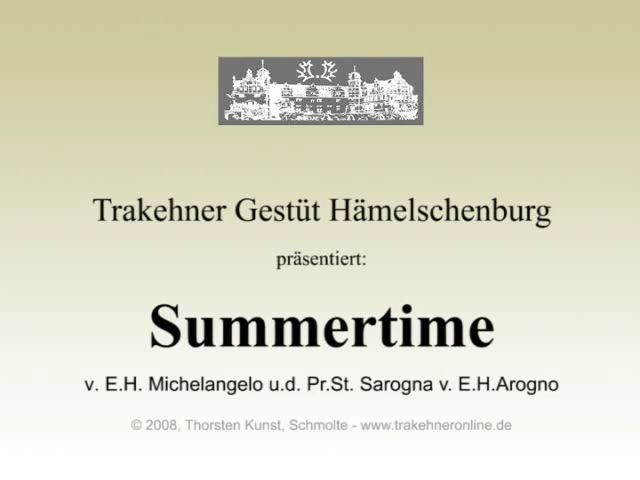 Trakehner Gestüt Hämelschenburg
präsentiert:
Summertime
v. E.H. Michelangelo u.d. Pr.St. Sarogna v. E.H.Arogno
© 2008, Thorsten Kunst, Schmolte - www.trakehneronline.de